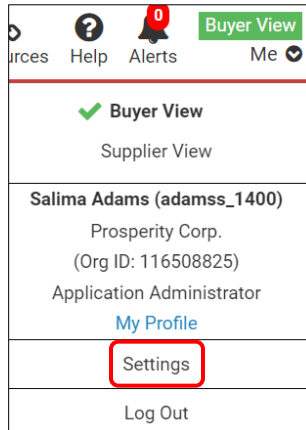 0
Buyer View
urces Help Alerts Me
Buyer View
Supplier View
Salima Adams (adamss_1400)
Prosperity Corp.
(Org ID: 116508825)
Application Administrator
My Profile
Settings
Log Out